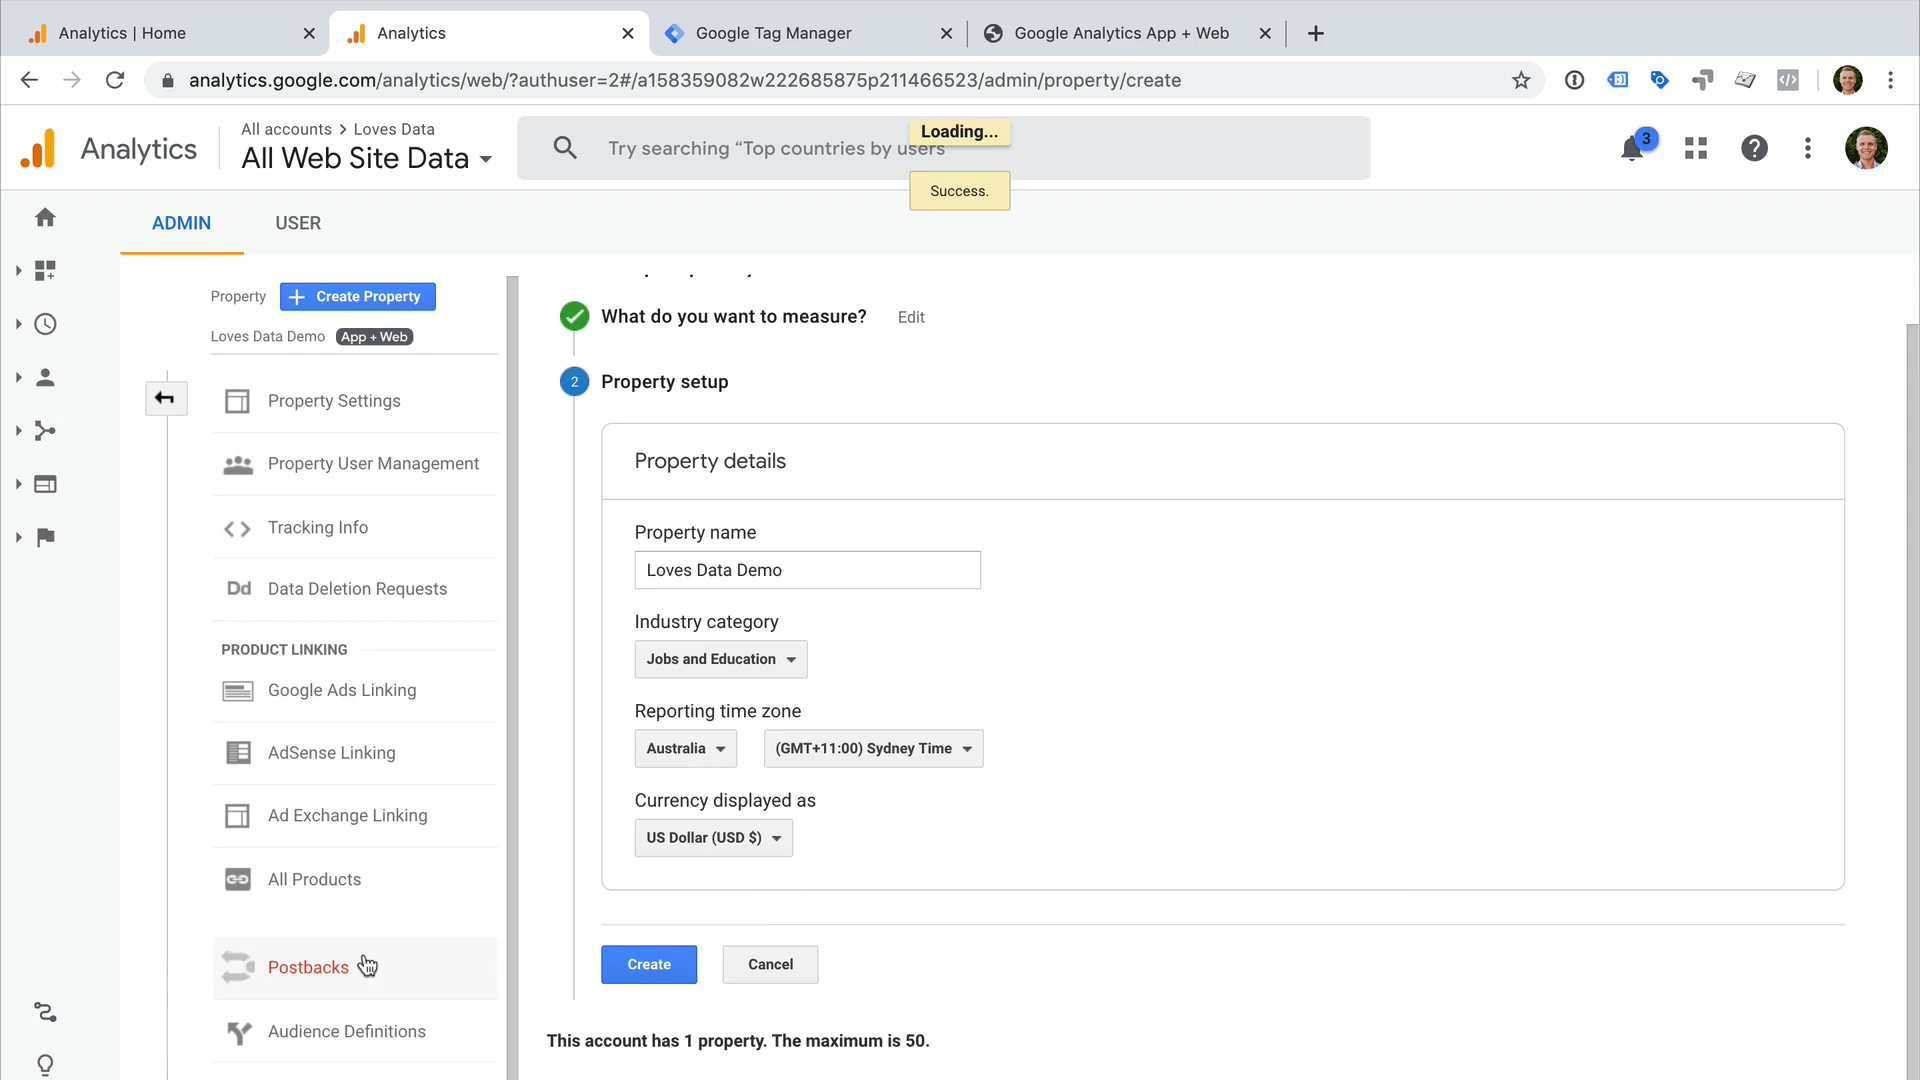 Analytics | Home
Analytics
Google Tag Manager
Google Analytics App + Web
analytics.google.com/analytics/web/?authuser=2#/a158359082w222685875p211466523/admin/property/create
Analytics
All accounts > Loves Data
All Web Site Data
Try searching “Top countries by users
Loading...
Success.
3
ADMIN
USER
Property
Create Property
Loves Data Demo
App + Web
Property Settings
Property User Management
Tracking Info
Dd
Data Deletion Requests
PRODUCT LINKING
Google Ads Linking
AdSense Linking
Ad Exchange Linking
All Products
Postbacks
Audience Definitions
What do you want to measure?
Edit
2
Property setup
Property details
Property name
Loves Data Demo
Industry category
Jobs and Education
Reporting time zone
Australia
(GMT+11:00) Sydney Time
Currency displayed as
US Dollar (USD $)
Create
Cancel
This account has 1 property. The maximum is 50.